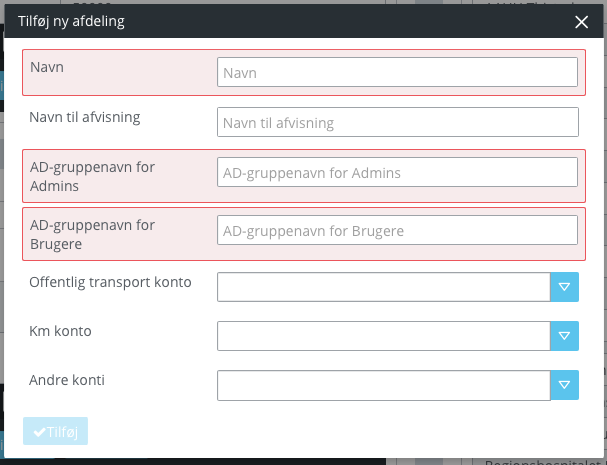 Tilføj ny afdeling
Navn
Navn
Navn til afvisning
Navn til afvisning
AD-gruppenavn for
Admins
AD-gruppenavn for Admins
AD-gruppenavn for
Brugere
AD-gruppenavn for Brugere
Offentlig transport konto
Km konto
Andre konti
Tilføj